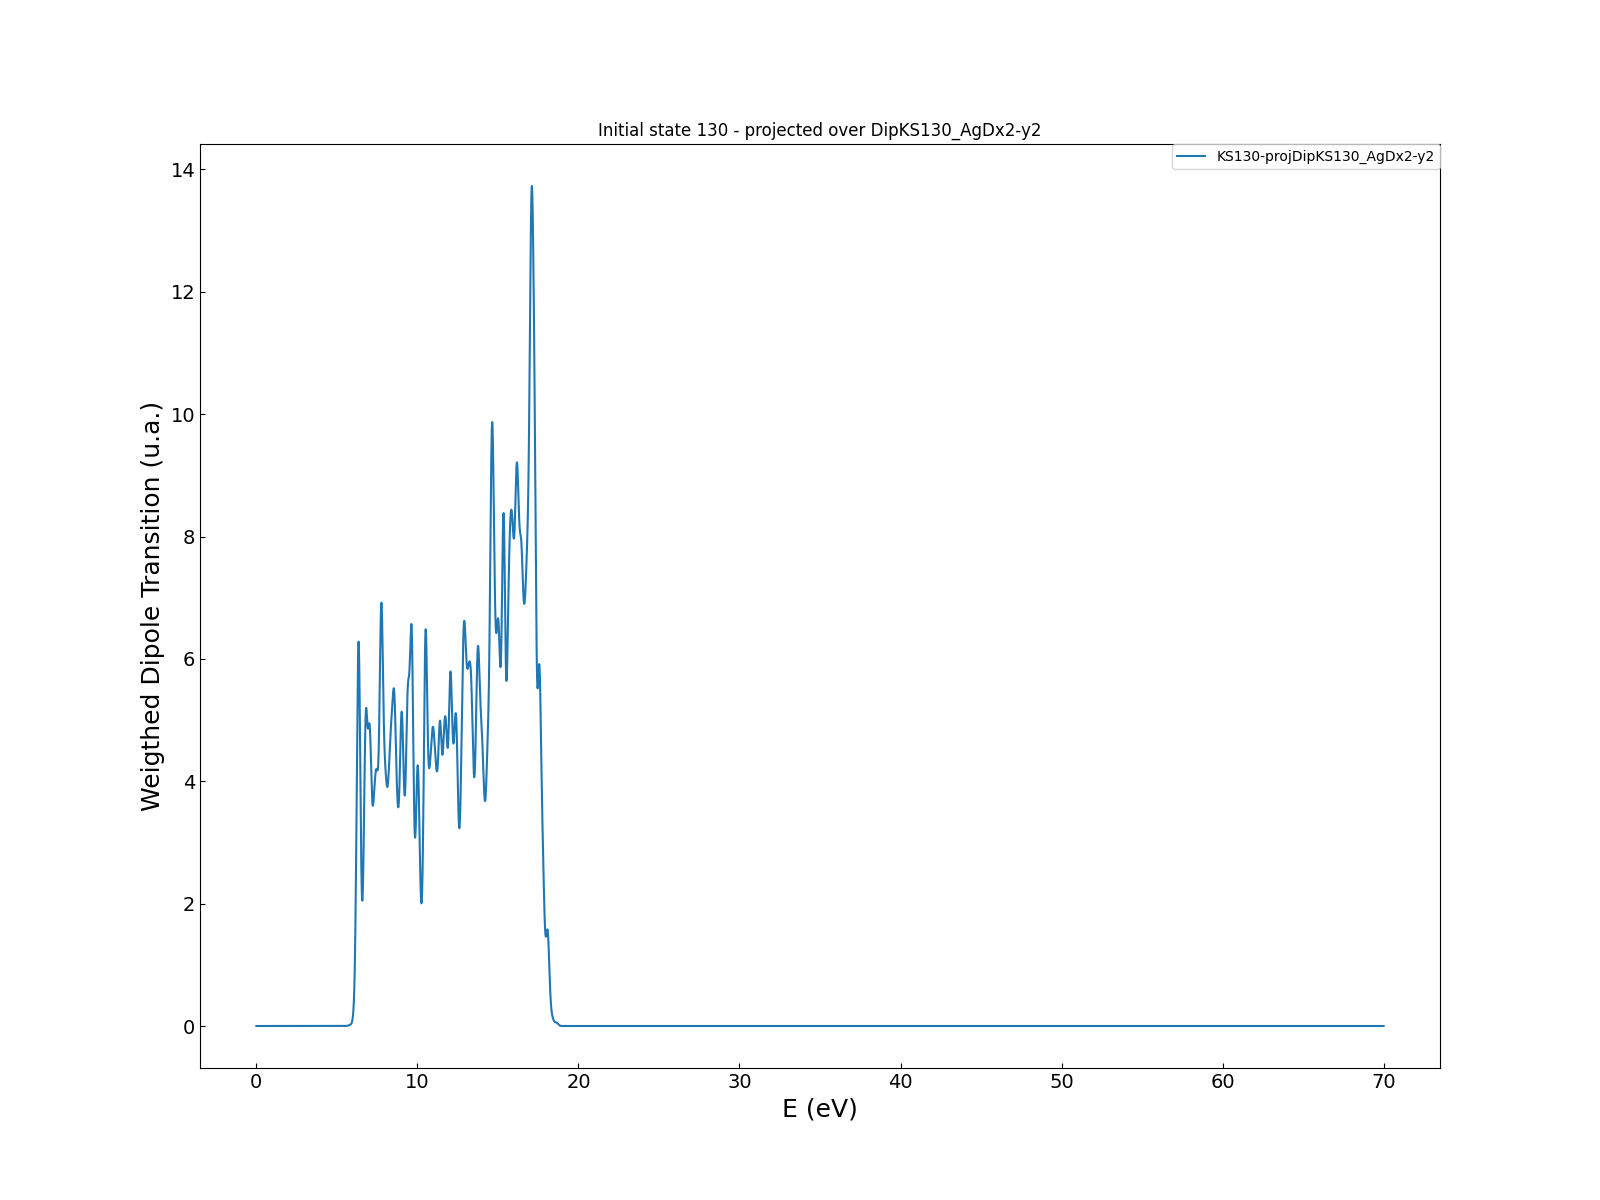 Initial state 130 - projected over DipKS130_AgDx2-y2
KS130-projDipKS130_AgDx2-y2
14
12
10
8
6
4
2
0
Weigthed Dipole Transition (u.a.)
0 10 20 30 40 50 60 70
E (eV)